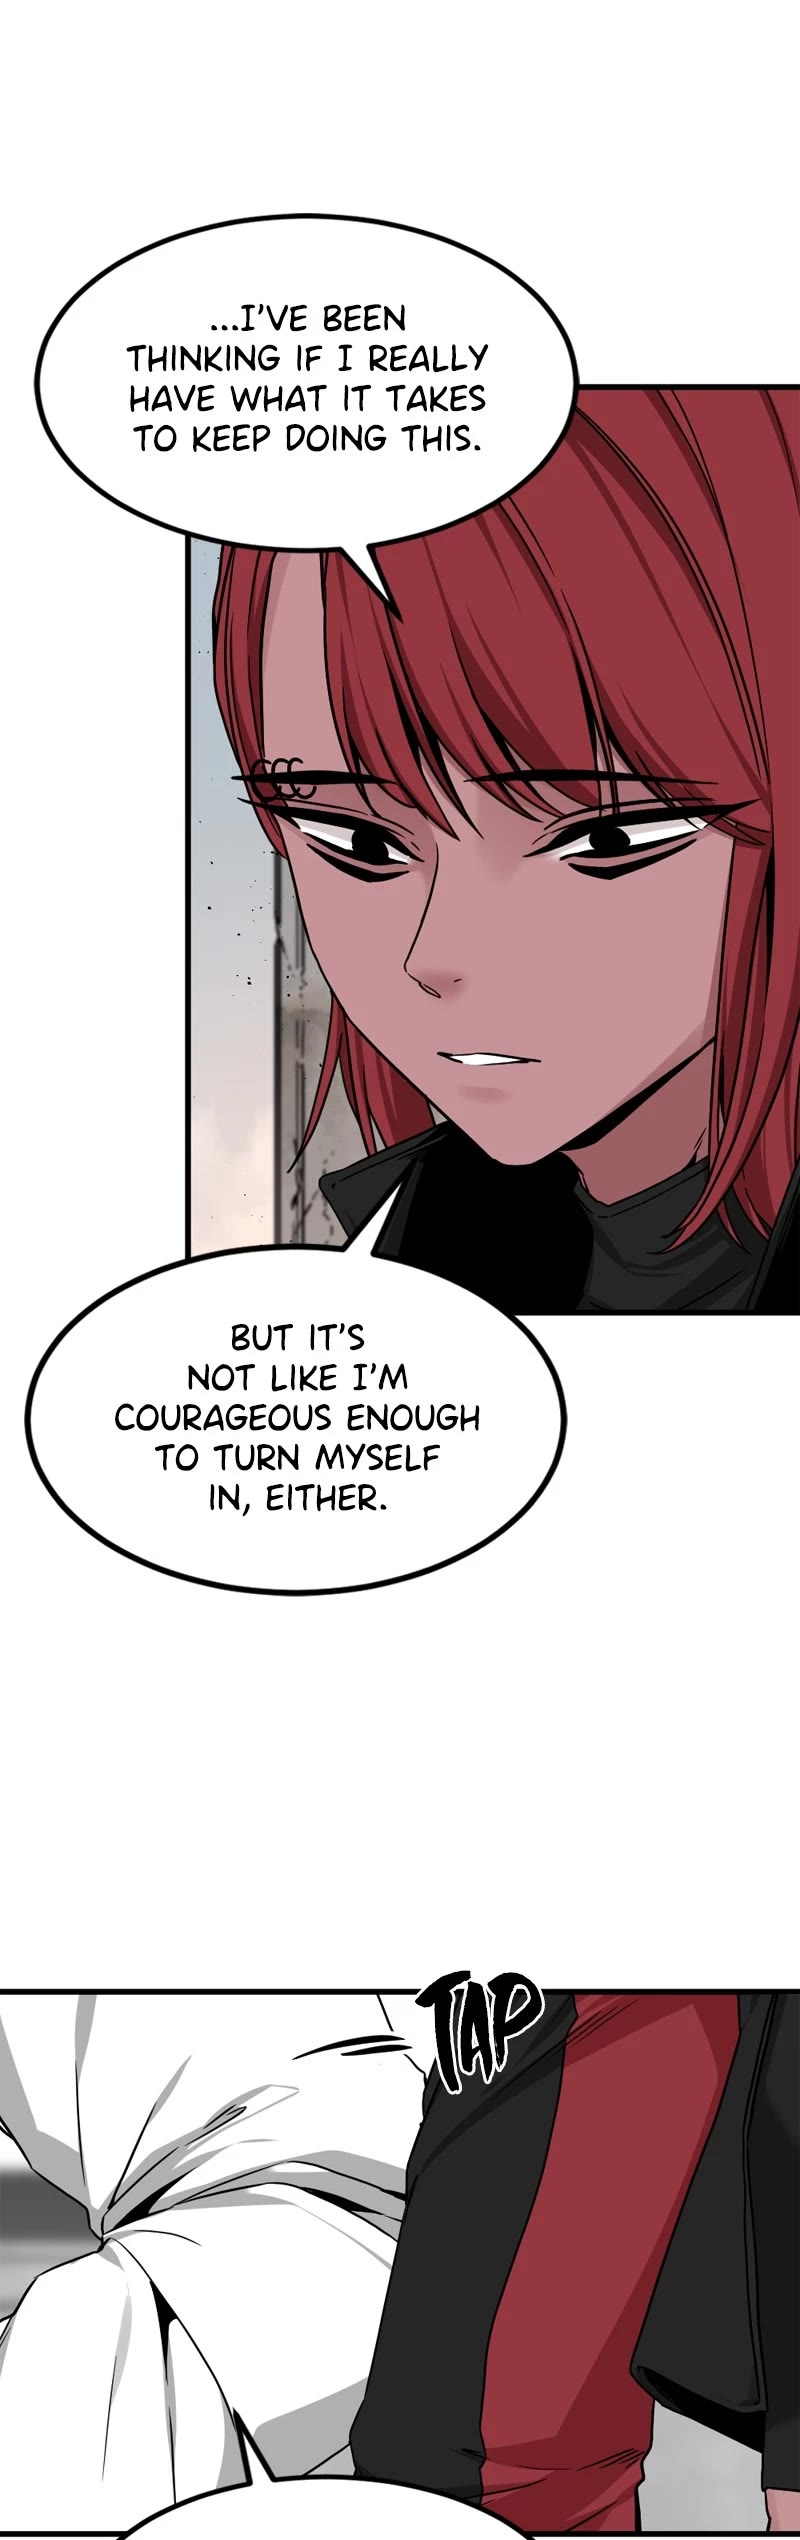 ...I'VE BEEN
THINKING IF I REALLY
HAVE WHAT IT TAKES
TO KEEP DOING THIS.
BUT IT'S
NOT LIKE I'M
COURAGEOUS ENOUGH
TO TURN MYSELF
IN, EITHER.
TAP